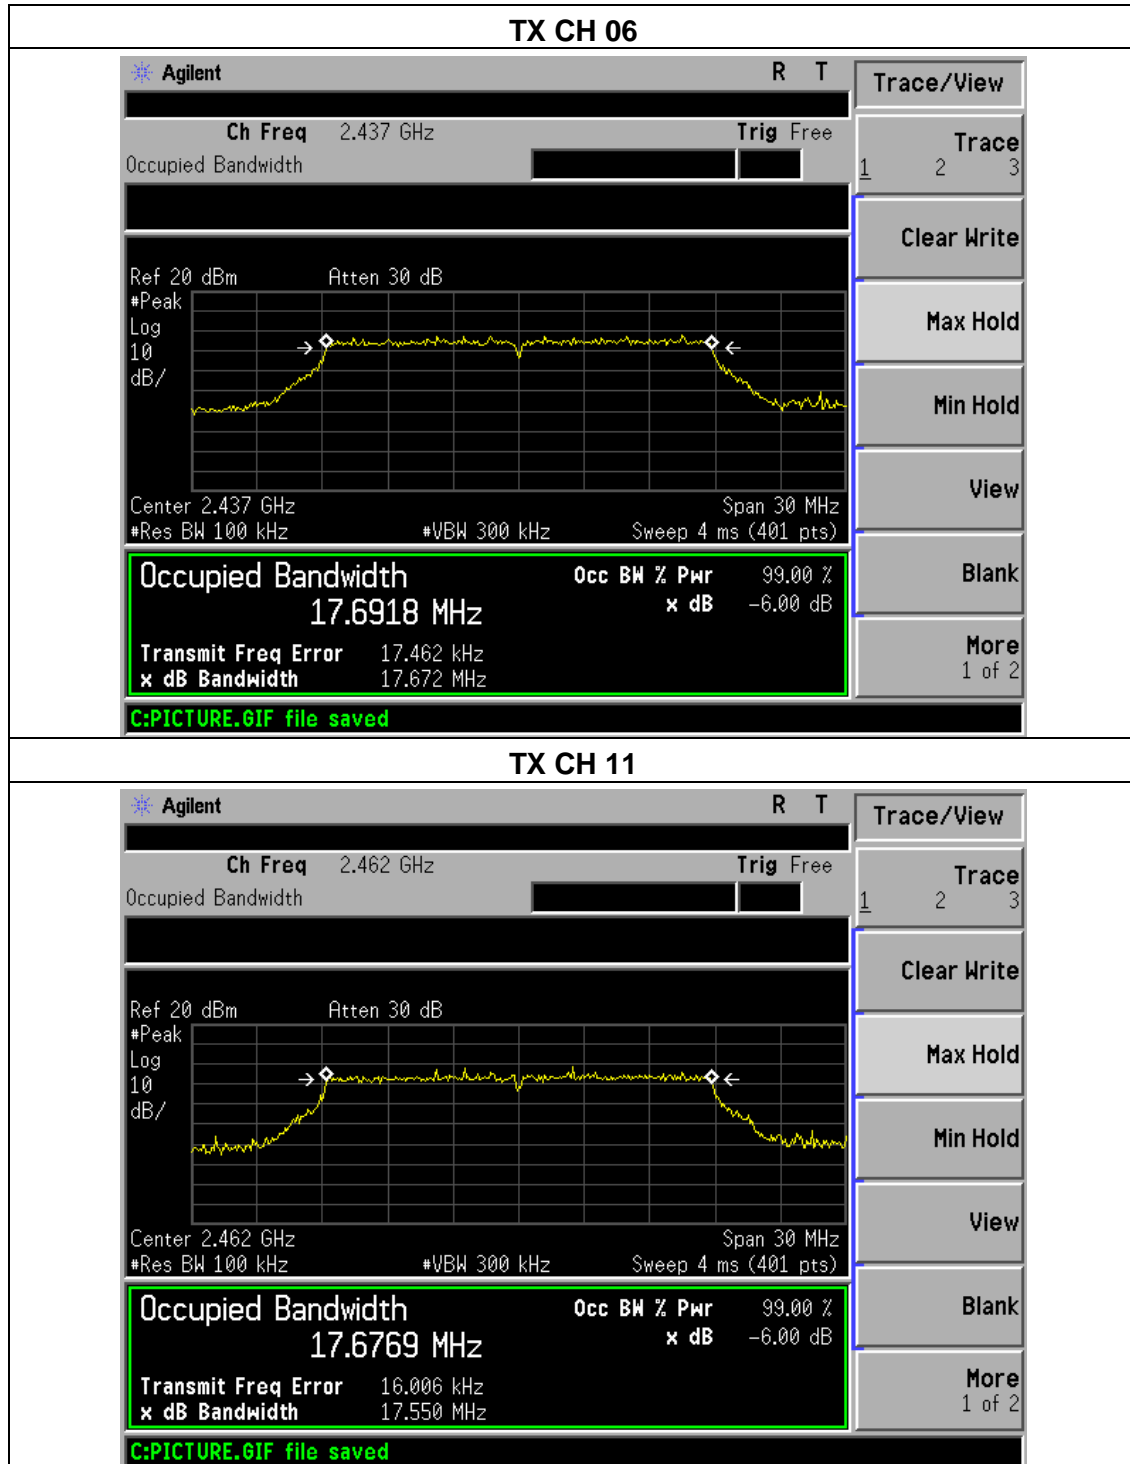 TX CH 06
Agilent R T
Trace/View
Ch Freq 2.437 GHz Trig Free
Occupied Bandwidth
Trace
1 2 3
Clear Write
Ref 20 dBm Atten 30 dB
#Peak
Log
10
dB/
Max Hold
Min Hold
View
Center 2.437 GHz Span 30 MHz
#Res BW 100 kHz #VBW 300 kHz Sweep 4 ms (401 pts)
Occupied Bandwidth Occ BW % Pwr 99.00 %
17.6918 MHz x dB -6.00 dB
Blank
Transmit Freq Error 17.462 kHz
x dB Bandwidth 17.672 MHz
More
1 of 2
C:PICTURE.GIF file saved
TX CH 11
Agilent R T
Trace/View
Ch Freq 2.462 GHz Trig Free
Occupied Bandwidth
Trace
1 2 3
Clear Write
Ref 20 dBm Atten 30 dB
#Peak
Log
10
dB/
Max Hold
Min Hold
View
Center 2.462 GHz Span 30 MHz
#Res BW 100 kHz #VBW 300 kHz Sweep 4 ms (401 pts)
Occupied Bandwidth Occ BW % Pwr 99.00 %
17.6769 MHz x dB -6.00 dB
Blank
Transmit Freq Error 16.006 kHz
x dB Bandwidth 17.550 MHz
More
1 of 2
C:PICTURE.GIF file saved